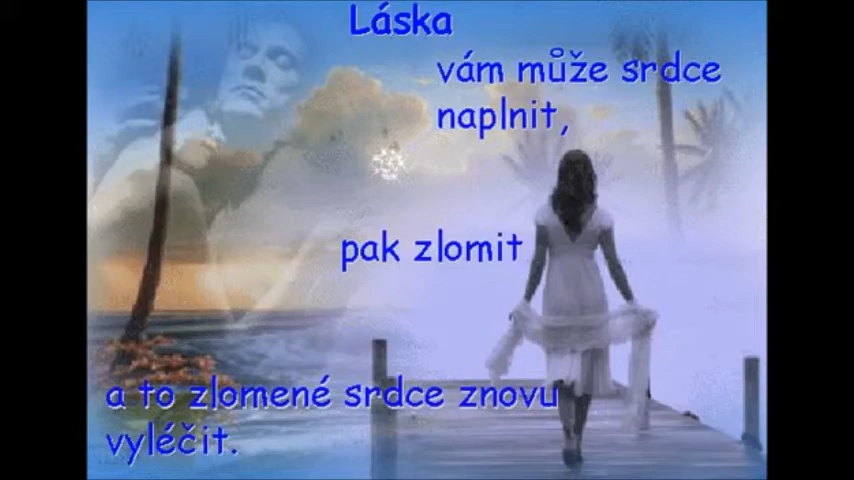 Láska
vám může srdce
naplnit,
pak zlomit
a to zlomené srdce znovu
vyléčit.